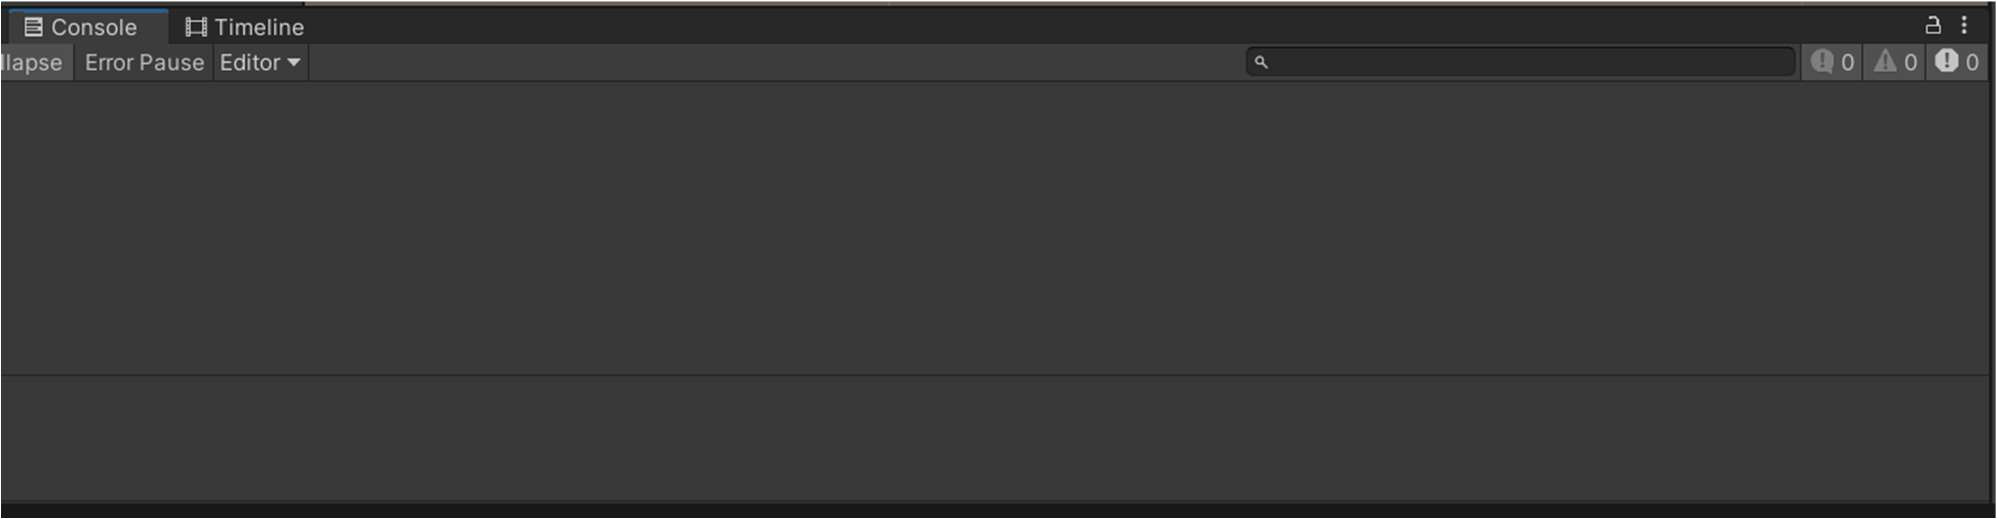 Console Timeline
llapse Error Pause Editor 0 0 0